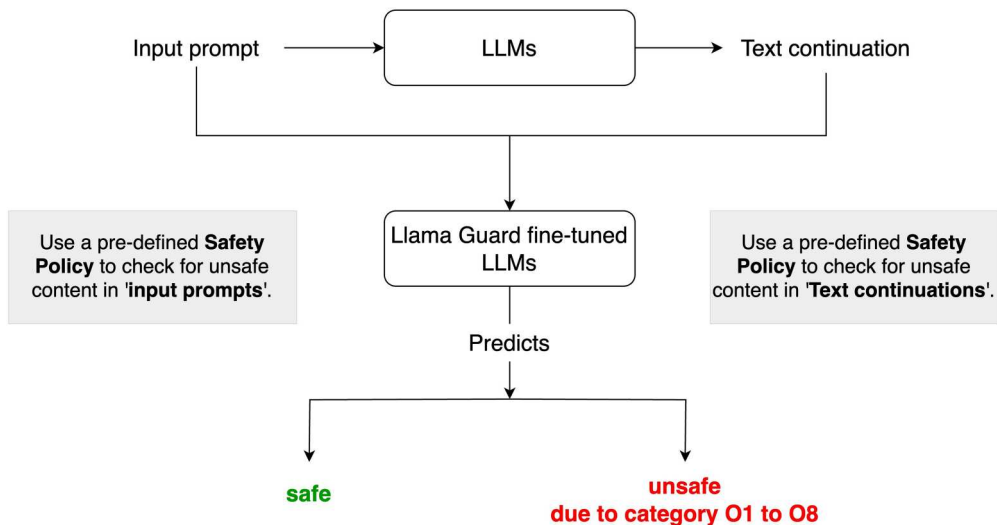 Input prompt
LLMs
Text continuation
Use a pre-defined Safety
Policy to check for unsafe
content in 'input prompts'.
Llama Guard fine-tuned
LLMs
Use a pre-defined Safety
Policy to check for unsafe
content in 'Text continuations'.
Predicts
safe
unsafe
due to category O1 to O8